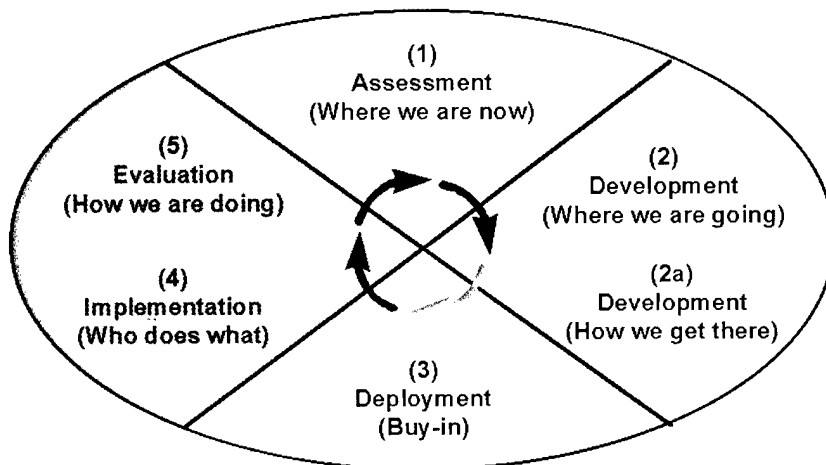 (1)
Assessment
(Where we are now)
(2)
Development
(Where we are going)
(2a)
Development
(How we get there)
(3)
Deployment
(Buy-in)
(4)
Implementation
(Who does what)
(5)
Evaluation
(How we are doing)